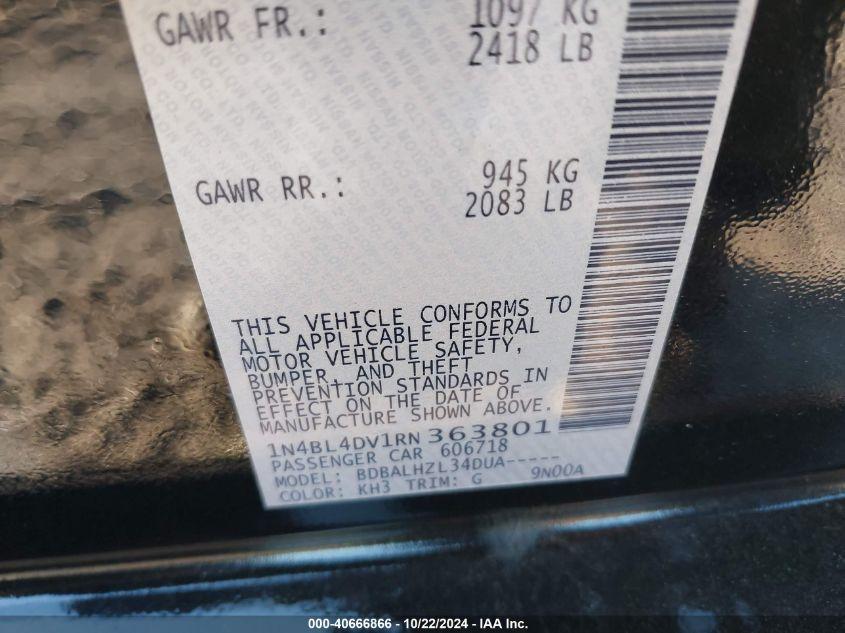 GAWR FR.: 1097 KG
2418 LB
GAWR RR.: 945 KG
2083 LB
THIS VEHICLE CONFORMS TO
ALL APPLICABLE FEDERAL
MOTOR VEHICLE SAFETY,
BUMPER, AND THEFT
PREVENTION STANDARDS IN
EFFECT ON THE DATE OF
MANUFACTURE SHOWN ABOVE.
1N4BL4DV1RN363801
PASSENGER CAR 606718
MODEL: BDBALHZL34DUA-----
9N00A
COLOR: KH3 TRIM: G
000-40666866 - 10/22/2024 - IAA Inc.